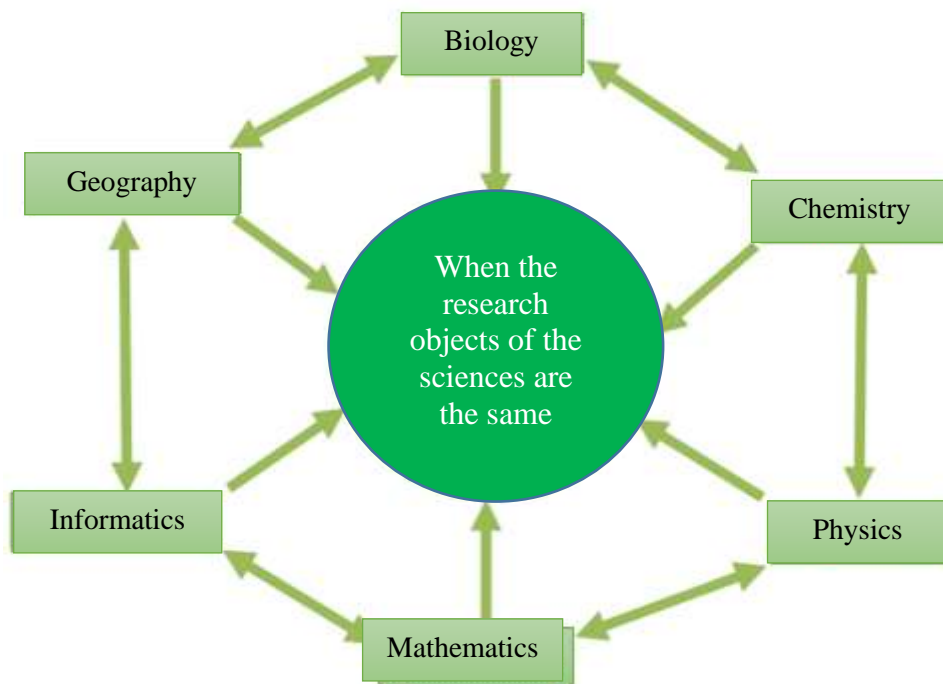 Biology
Geography
Chemistry
When the
research
objects of the
sciences are
the same
Informatics
Physics
Mathematics